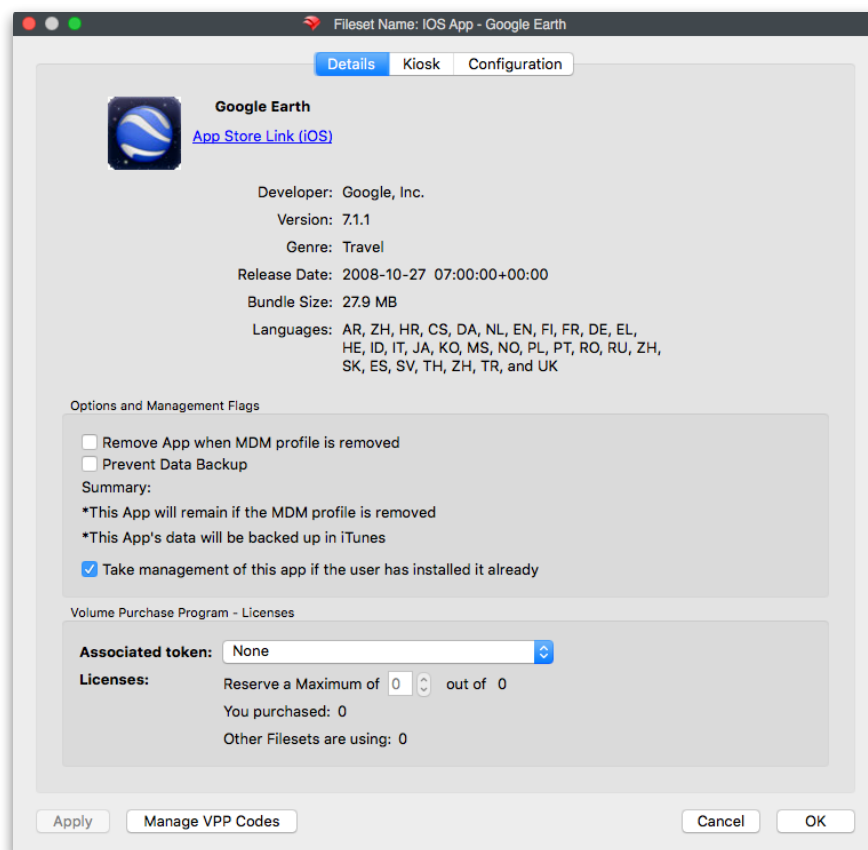 Fileset Name: IOS App - Google Earth
Details Kiosk Configuration
Google Earth
App Store Link (iOS)
Developer: Google, Inc.
Version: 7.1.1
Genre: Travel
Release Date: 2008-10-27 07:00:00+00:00
Bundle Size: 27.9 MB
Languages: AR, ZH, HR, CS, DA, NL, EN, FI, FR, DE, EL,
HE, ID, IT, JA, KO, MS, NO, PL, PT, RO, RU, ZH,
SK, ES, SV, TH, ZH, TR, and UK
Options and Management Flags
Remove App when MDM profile is removed
Prevent Data Backup
Summary:
*This App will remain if the MDM profile is removed
*This App's data will be backed up in iTunes
Take management of this app if the user has installed it already
Volume Purchase Program - Licenses
Associated token: None
Licenses: Reserve a Maximum of 0 out of 0
You purchased: 0
Other Filesets are using: 0
Apply Manage VPP Codes Cancel OK